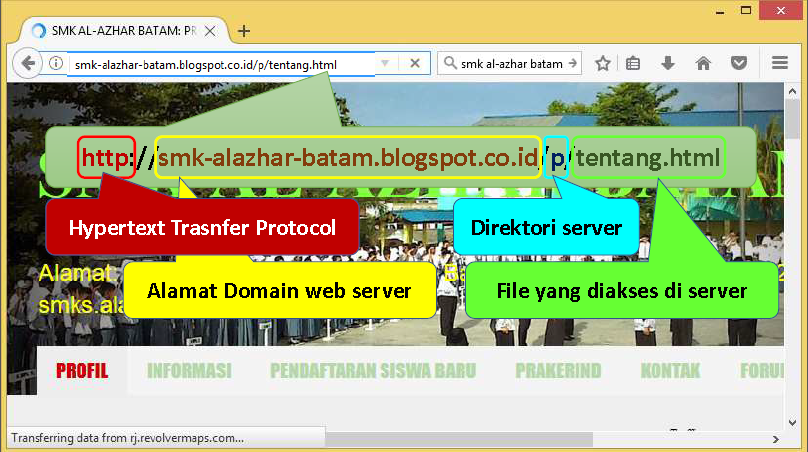 SMK AL-AZHAR BATAM: PR
smk-alazhar-batam.blogspot.co.id/p/tentang.html
smk al-azhar batam
http://smk-alazhar-batam.blogspot.co.id/p/tentang.html
Hypertext Trasnfer Protocol
Direktori server
Alamat:
Alamat Domain web server
File yang diakses di server
smks.ala
PROFIL INFORMASI PENDAFTARAN SISWA BARU PRAKERIND KONTAK FORU
Transferring data from rj.revolvermaps.com...